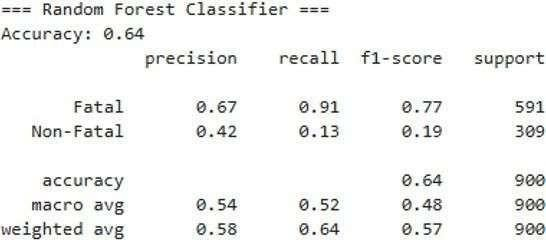 === Random Forest Classifier ===
Accuracy: 0.64
precision recall f1-score support
Fatal 0.67 0.91 0.77 591
Non-Fatal 0.42 0.13 0.19 309
accuracy 0.64 900
macro avg 0.54 0.52 0.48 900
weighted avg 0.58 0.64 0.57 900